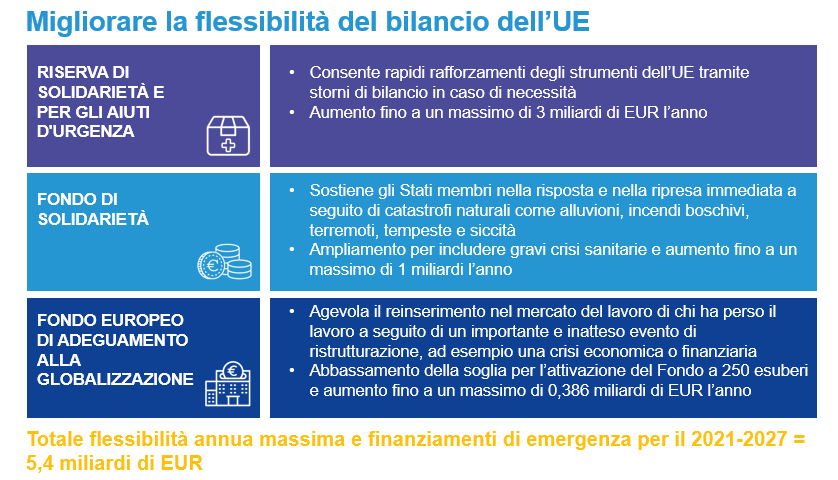 Migliorare la flessibilità del bilancio dell'UE
RISERVA DI
SOLIDARIETÀ E
PER GLI AIUTI
D'URGENZA
• Consente rapidi rafforzamenti degli strumenti dell'UE tramite
storni di bilancio in caso di necessità
• Aumento fino a un massimo di 3 miliardi di EUR l'anno
FONDO DI
SOLIDARIETÀ
• Sostiene gli Stati membri nella risposta e nella ripresa immediata a
seguito di catastrofi naturali come alluvioni, incendi boschivi,
terremoti, tempeste e siccità
• Ampliamento per includere gravi crisi sanitarie e aumento fino a un
massimo di 1 miliardi l'anno
FONDO EUROPEO
DI ADEGUAMENTO
ALLA
GLOBALIZZAZIONE
• Agevola il reinserimento nel mercato del lavoro di chi ha perso il
lavoro a seguito di un importante e inatteso evento di
ristrutturazione, ad esempio una crisi economica o finanziaria
• Abbassamento della soglia per l'attivazione del Fondo a 250 esuberi
e aumento fino a un massimo di 0,386 miliardi di EUR l'anno
Totale flessibilità annua massima e finanziamenti di emergenza per il 2021-2027 =
5,4 miliardi di EUR